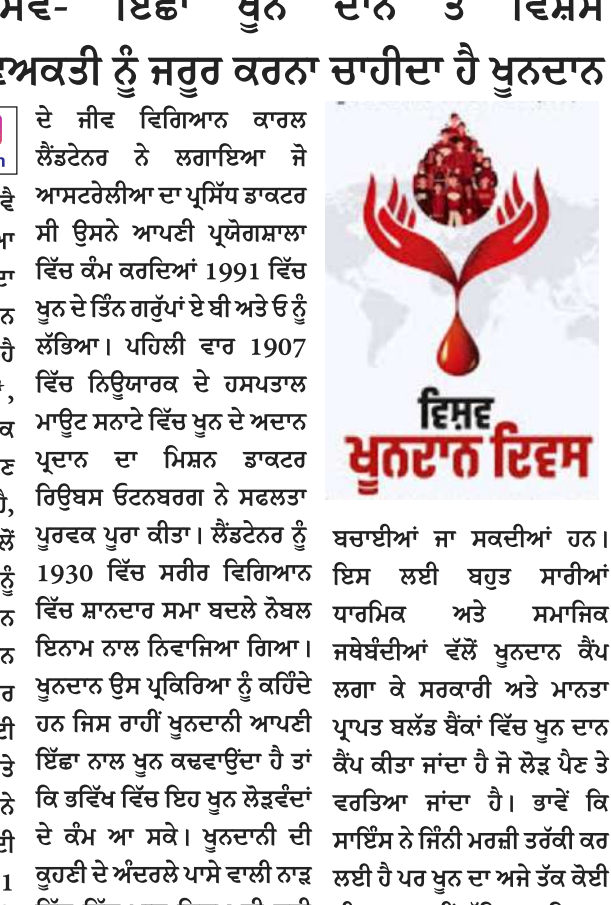 ਇੱਛਾ ਖੂਨ ਦਾਨ ਤੇ ਵਿਸ਼ੇਸ਼
ਨੂੰ ਜਰੂਰ ਕਰਨਾ ਚਾਹੀਦਾ ਹੈ ਖੂਨਦਾਨ
ਦੇ ਜੀਵ ਵਿਗਿਆਨ ਕਾਰਲ
ਲੈਂਡਟੇਨਰ ਨੇ ਲਗਾਇਆ ਜੋ
ਆਸਟਰੇਲੀਆ ਦਾ ਪ੍ਰਸਿੱਧ ਡਾਕਟਰ
ਸੀ ਉਸਨੇ ਆਪਣੀ ਪ੍ਰਯੋਗਸ਼ਾਲਾ
ਵਿੱਚ ਕੰਮ ਕਰਦਿਆਂ 1991 ਵਿੱਚ
ਖੂਨ ਦੇ ਤਿੰਨ ਗਰੁੱਪਾਂ ਏ ਬੀ ਅਤੇ ਓ ਨੂੰ
ਲੱਭਿਆ। ਪਹਿਲੀ ਵਾਰ 1907
ਵਿੱਚ ਨਿਊਯਾਰਕ ਦੇ ਹਸਪਤਾਲ
ਮਾਊਟ ਸਨਾਟੇ ਵਿੱਚ ਖੂਨ ਦੇ ਅਦਾਨ
ਪ੍ਰਦਾਨ ਦਾ ਮਿਸ਼ਨ ਡਾਕਟਰ
ਰਿਉਬਸ ਓਟਨਬਰਗ ਨੇ ਸਫਲਤਾ
ਪੂਰਵਕ ਪੂਰਾ ਕੀਤਾ। ਲੈਂਡਟੇਨਰ ਨੂੰ
1930 ਵਿੱਚ ਸਰੀਰ ਵਿਗਿਆਨ
ਵਿੱਚ ਸ਼ਾਨਦਾਰ ਸਮਾ ਬਦਲੇ ਨੋਬਲ
ਇਨਾਮ ਨਾਲ ਨਿਵਾਜਿਆ ਗਿਆ।
ਖੂਨਦਾਨ ਉਸ ਪ੍ਰਕਿਰਿਆ ਨੂੰ ਕਹਿੰਦੇ
ਹਨ ਜਿਸ ਰਾਹੀਂ ਖੂਨਦਾਨੀ ਆਪਣੀ
ਇੱਛਾ ਨਾਲ ਖੂਨ ਕਢਵਾਉਂਦਾ ਹੈ ਤਾਂ
ਕਿ ਭਵਿੱਖ ਵਿੱਚ ਇਹ ਖੂਨ ਲੋੜਵੰਦਾਂ
ਦੇ ਕੰਮ ਆ ਸਕੇ। ਖੂਨਦਾਨੀ ਦੀ
ਕੂਹਣੀ ਦੇ ਅੰਦਰਲੇ ਪਾਸੇ ਵਾਲੀ ਨਾੜ
ਵਿਸ਼ਵ
ਖੂਨਦਾਨ ਦਿਵਸ
ਬਚਾਈਆਂ ਜਾ ਸਕਦੀਆਂ ਹਨ।
ਇਸ ਲਈ ਬਹੁਤ ਸਾਰੀਆਂ
ਧਾਰਮਿਕ ਅਤੇ ਸਮਾਜਿਕ
ਜਥੇਬੰਦੀਆਂ ਵੱਲੋਂ ਖੂਨਦਾਨ ਕੈਂਪ
ਲਗਾ ਕੇ ਸਰਕਾਰੀ ਅਤੇ ਮਾਨਤਾ
ਪ੍ਰਾਪਤ ਬਲੱਡ ਬੈਂਕਾਂ ਵਿੱਚ ਖੂਨ ਦਾਨ
ਕੈਂਪ ਕੀਤਾ ਜਾਂਦਾ ਹੈ ਜੋ ਲੋੜ ਪੈਣ ਤੇ
ਵਰਤਿਆ ਜਾਂਦਾ ਹੈ। ਭਾਵੇਂ ਕਿ
ਸਾਇੰਸ ਨੇ ਜਿੰਨੀ ਮਰਜ਼ੀ ਤਰੱਕੀ ਕਰ
ਲਈ ਹੈ ਪਰ ਖੂਨ ਦਾ ਅਜੇ ਤੱਕ ਕੋਈ